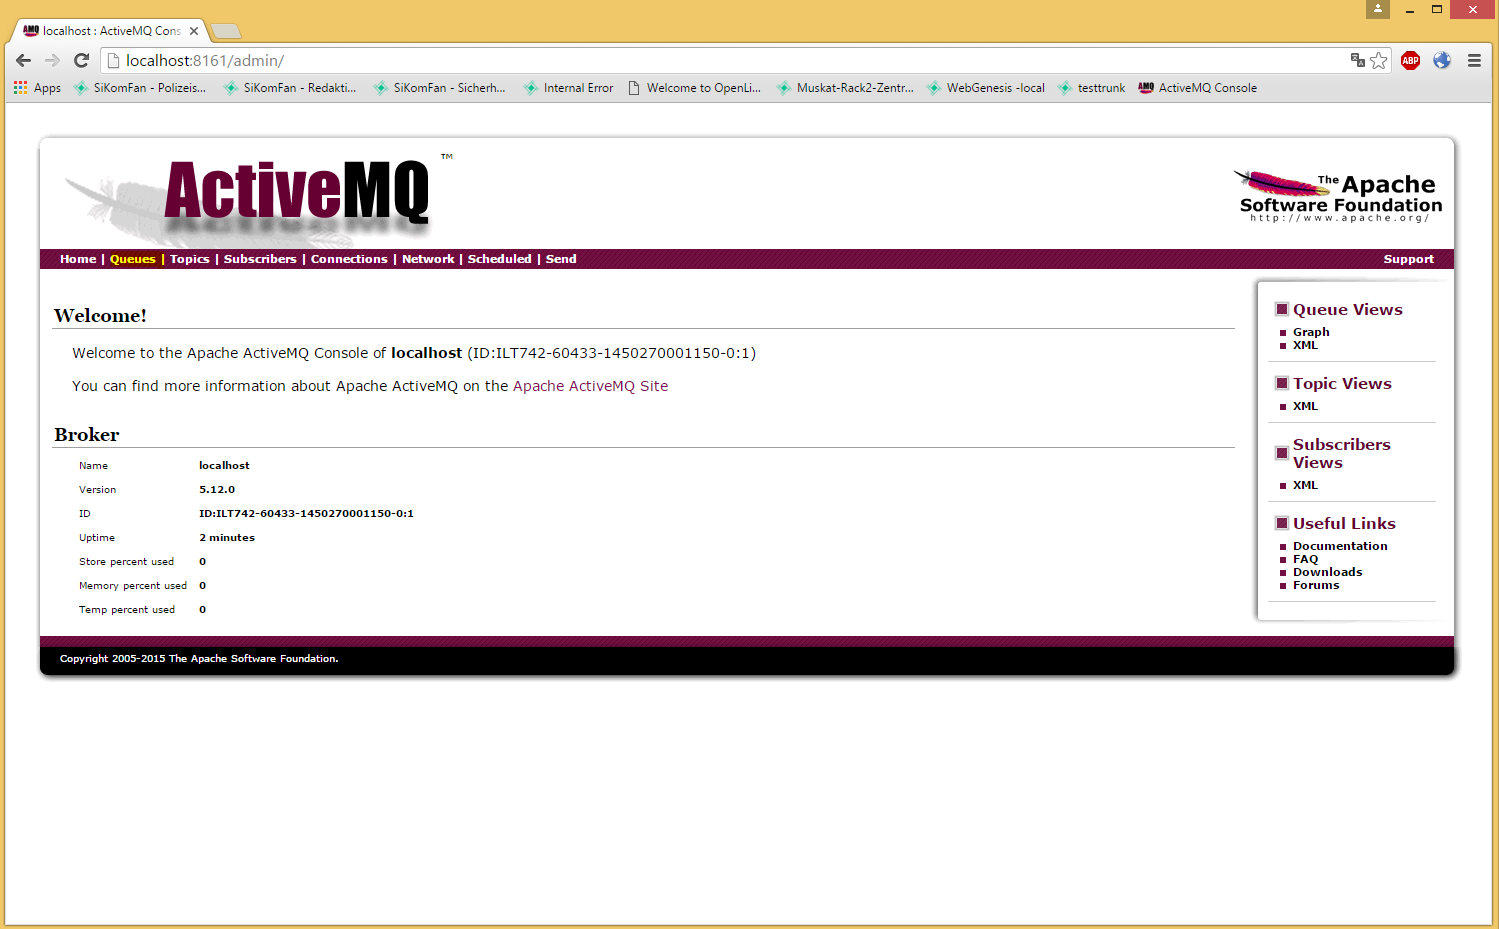 AMQ localhost : ActiveMQ Cons
localhost:8161/admin/
ABP
Apps SiKomFan - Polizeis... SiKomFan - Redakti... SiKomFan - Sicherh... Internal Error Welcome to OpenLi... Muskat-Rack2-Zentr... WebGenesis -local testtrunk AMQ ActiveMQ Console
ActiveMQ ™
The Apache
Software Foundation
http://www.apache.org/
Home | Queues | Topics | Subscribers | Connections | Network | Scheduled | Send Support
Welcome!
Welcome to the Apache ActiveMQ Console of localhost (ID:ILT742-60433-1450270001150-0:1)
You can find more information about Apache ActiveMQ on the Apache ActiveMQ Site
Broker
Name localhost
Version 5.12.0
ID ID:ILT742-60433-1450270001150-0:1
Uptime 2 minutes
Store percent used 0
Memory percent used 0
Temp percent used 0
Queue Views
Graph
XML
Topic Views
XML
Subscribers
Views
XML
Useful Links
Documentation
FAQ
Downloads
Forums
Copyright 2005-2015 The Apache Software Foundation.